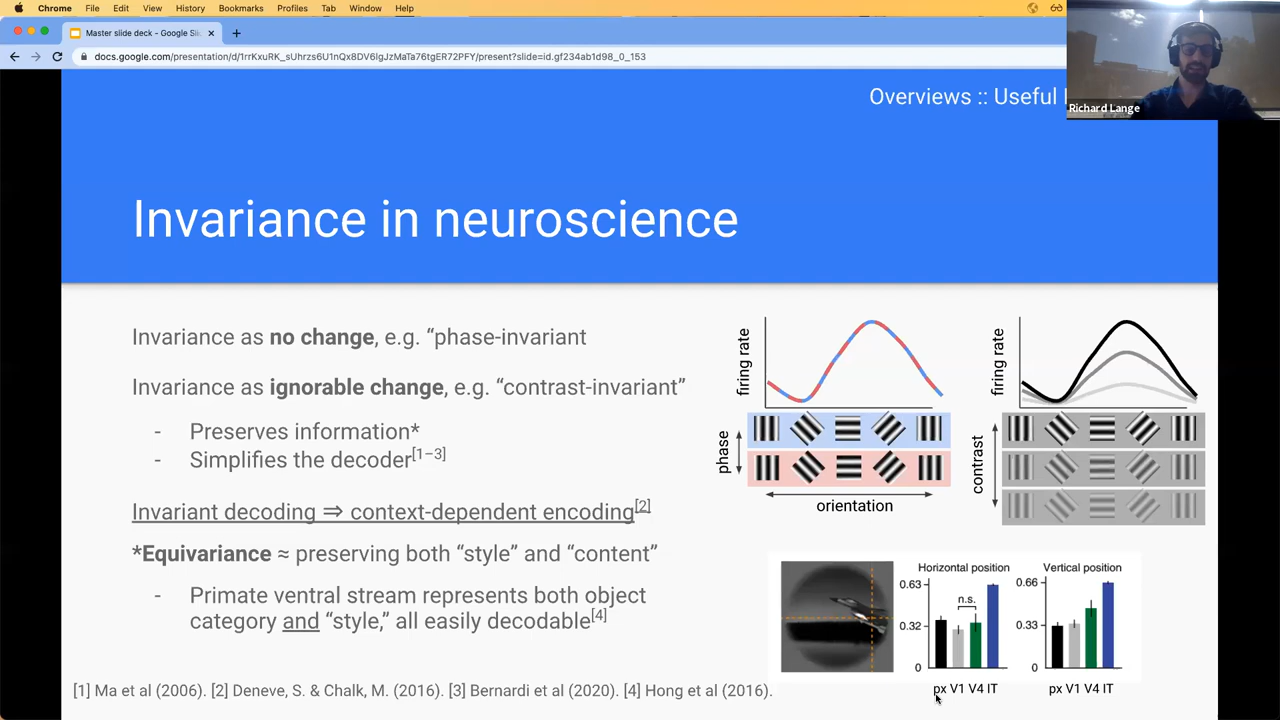 Chrome File Edit View History Bookmarks Profiles Tab Window Help
Master slide deck - Google Sli
docs.google.com/presentation/d/1rrKxuRK_sUhrzs6U1nQx8DV6lgJzMaTa76tgER72PFY/present?slide=id.gf234ab1d98_0_153
Richard Lange
Overviews :: Useful
Invariance in neuroscience
Invariance as no change, e.g. “phase-invariant
Invariance as ignorable change, e.g. “contrast-invariant”
- Preserves information*
- Simplifies the decoder[1–3]
Invariant decoding ⇒ context-dependent encoding[2]
*Equivariance ≈ preserving both “style” and “content”
- Primate ventral stream represents both object
category and “style,” all easily decodable[4]
[1] Ma et al (2006). [2] Deneve, S. & Chalk, M. (2016). [3] Bernardi et al (2020). [4] Hong et al (2016).
firing rate
phase
orientation
firing rate
contrast
Horizontal position
0.63
n.s.
0.32
0
px V1 V4 IT
Vertical position
0.66
0.33
0
px V1 V4 IT